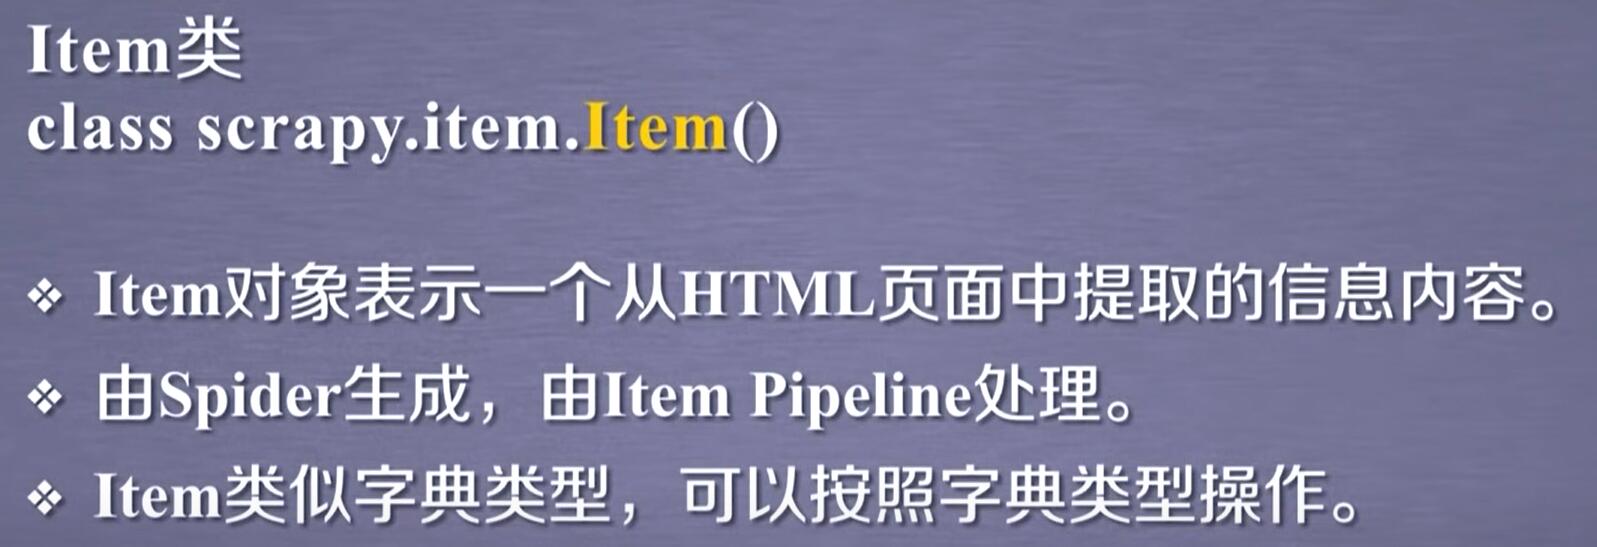 Item类
class scrapy.item.Item()
❖ Item对象表示一个从HTML页面中提取的信息内容。
❖ 由Spider生成，由Item Pipeline处理。
❖ Item类似字典类型，可以按照字典类型操作。